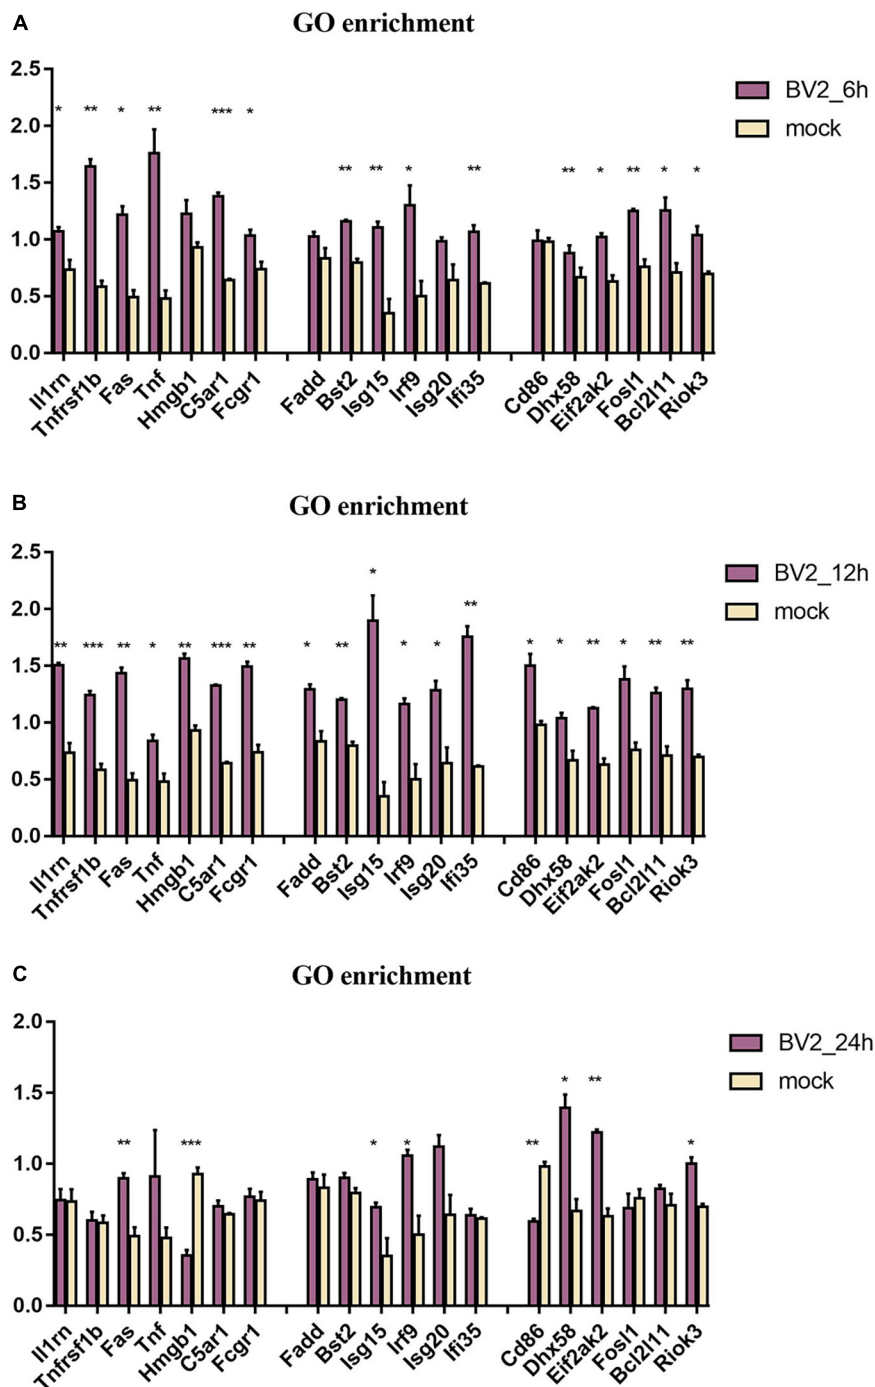 A
GO enrichment
2.5
2.0
1.5
1.0
0.5
0.0
* ** * ** *** *
** ** * **
** * ** * *
BV2_6h
mock
Il1rn Tnfrsf1b Fas Tnf Hmgb1 C5ar1 Fcgr1 Fadd Bst2 Isg15 Irf9 Isg20 Ifi35 Cd86 Dhx58 Eif2ak2 Fosl1 Bcl2l11 Riok3
B
GO enrichment
2.5
2.0
1.5
1.0
0.5
0.0
** *** ** * ** *** **
* ** * * * **
* * ** * ** **
BV2_12h
mock
Il1rn Tnfrsf1b Fas Tnf Hmgb1 C5ar1 Fcgr1 Fadd Bst2 Isg15 Irf9 Isg20 Ifi35 Cd86 Dhx58 Eif2ak2 Fosl1 Bcl2l11 Riok3
C
GO enrichment
2.0
1.5
1.0
0.5
0.0
** ***
* *
** * ** *
BV2_24h
mock
Il1rn Tnfrsf1b Fas Tnf Hmgb1 C5ar1 Fcgr1 Fadd Bst2 Isg15 Irf9 Isg20 Ifi35 Cd86 Dhx58 Eif2ak2 Fosl1 Bcl2l11 Riok3